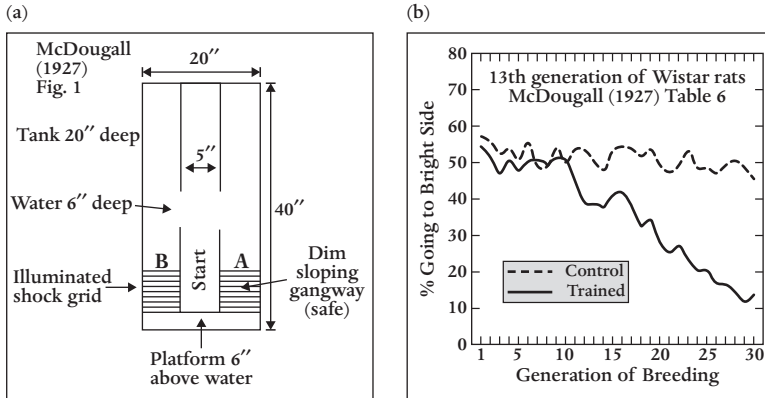 (a)
McDougall
(1927)
Fig. 1
20″
Tank 20″ deep
5″
Water 6″ deep
40″
B
A
Start
Illuminated
shock grid
Dim
sloping
gangway
(safe)
Platform 6″
above water
(b)
% Going to Bright Side
80
70
60
50
40
30
20
10
0
13th generation of Wistar rats
McDougall (1927) Table 6
Control
Trained
1 5 10 15 20 25 30
Generation of Breeding